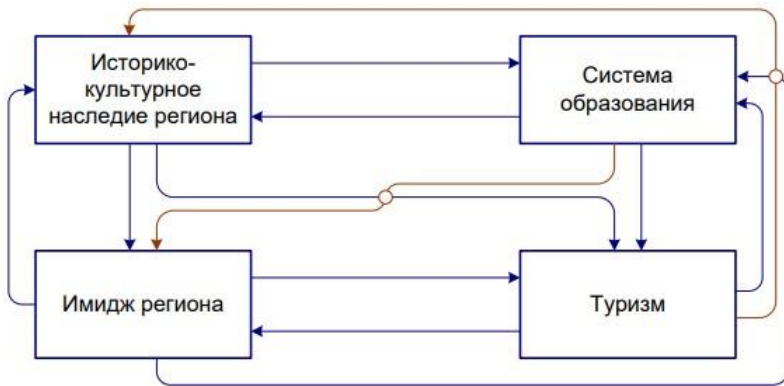 Историко-
культурное
наследие региона
Система
образования
Имидж региона
Туризм